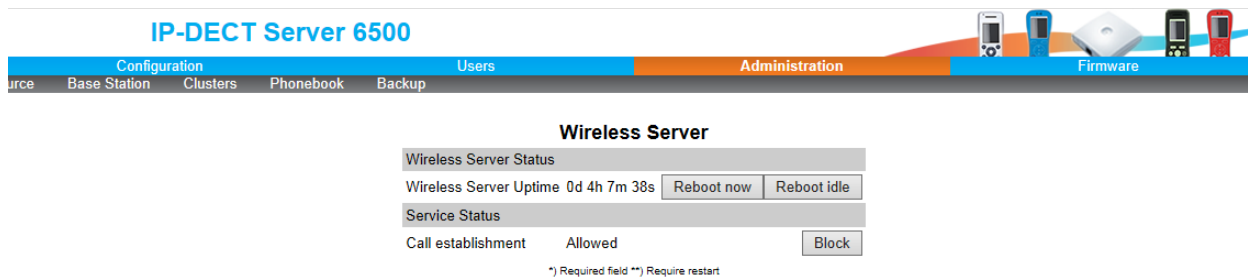 IP-DECT Server 6500
Configuration Users Administration Firmware
Base Station Clusters Phonebook Backup
Wireless Server
Wireless Server Status
Wireless Server Uptime 0d 4h 7m 38s Reboot now Reboot idle
Service Status
Call establishment Allowed Block
*) Required field **) Require restart